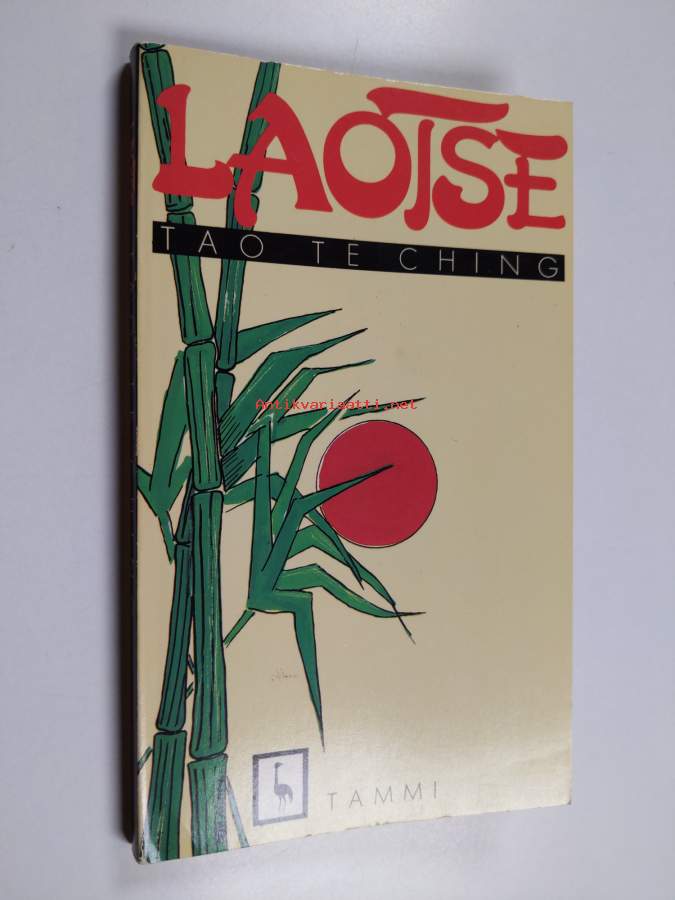 LAOTSE
TAO TE CHING
Antikvariaatti.net
TAMMI